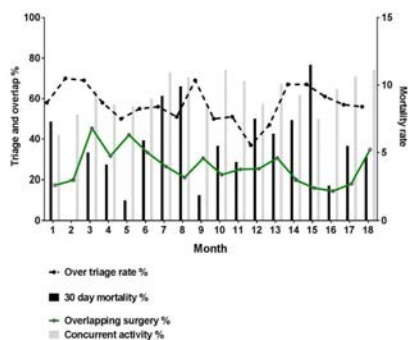 100
80
60
40
20
0
Triage and overlap %
15
10
5
0
Mortality rate
1 2 3 4 5 6 7 8 9 10 11 12 13 14 15 16 17 18
Month
Over triage rate %
30 day mortality %
Overlapping surgery %
Concurrent activity %